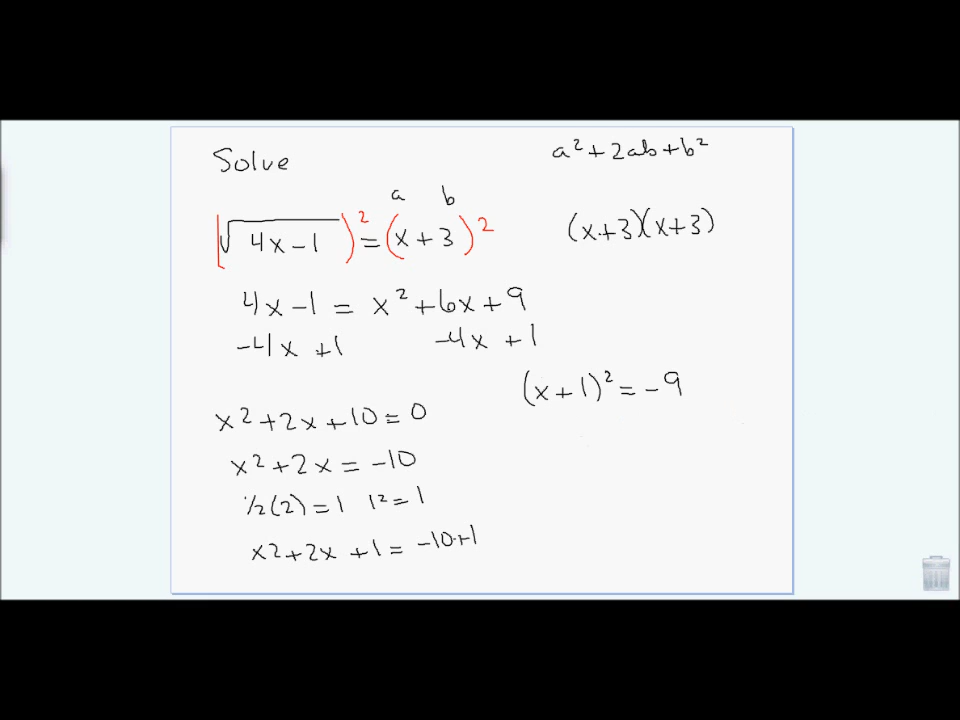 Solve
a² + 2ab + b²
a b
(√4x-1)² = (x + 3)²
(x+3)(x+3)
4x-1 = x² + 6x + 9
-4x +1 -4x + 1
(x+1)² = -9
x² + 2x + 10 = 0
x² + 2x = -10
1/2(2) = 1 1² = 1
x2 + 2x + 1 = -10+1